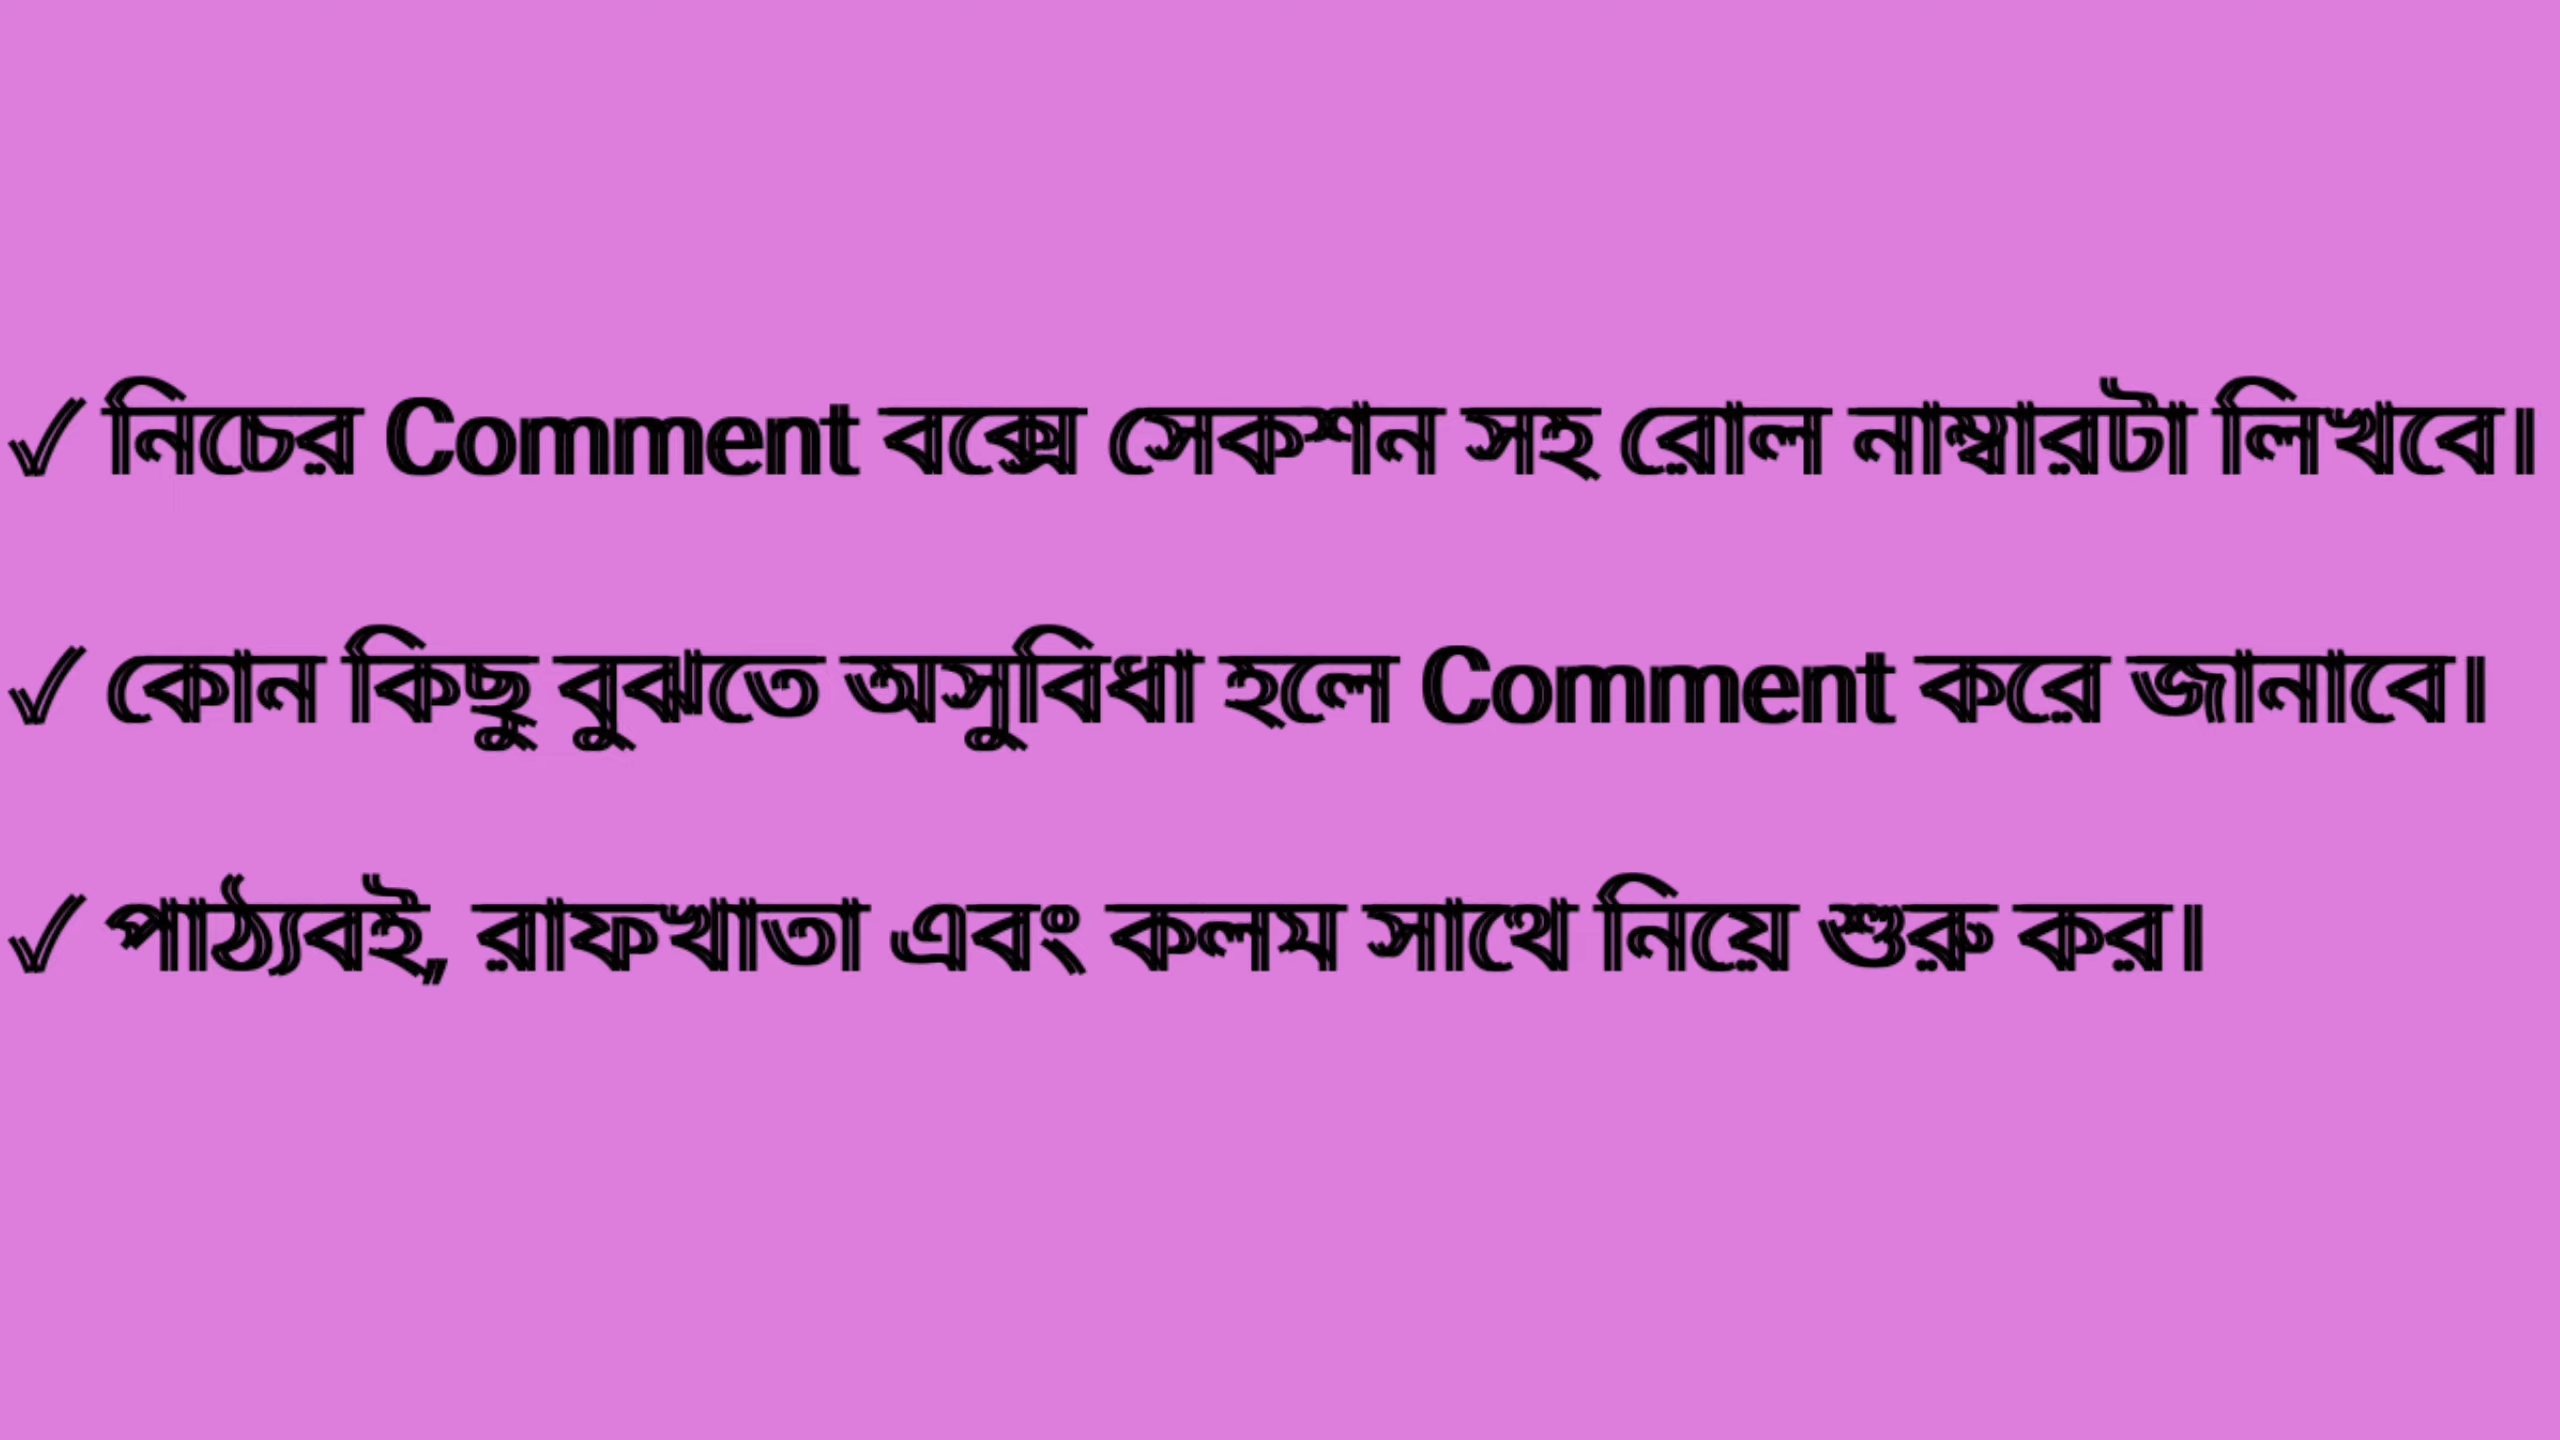 ✓ নিচের Comment বক্সে সেকশন সহ রোল নাম্বারটা লিখবে।
✓ কোন কিছু বুঝতে অসুবিধা হলে Comment করে জানাবে।
✓ পাঠ্যবই, রাফখাতা এবং কলম সাথে নিয়ে শুরু কর।